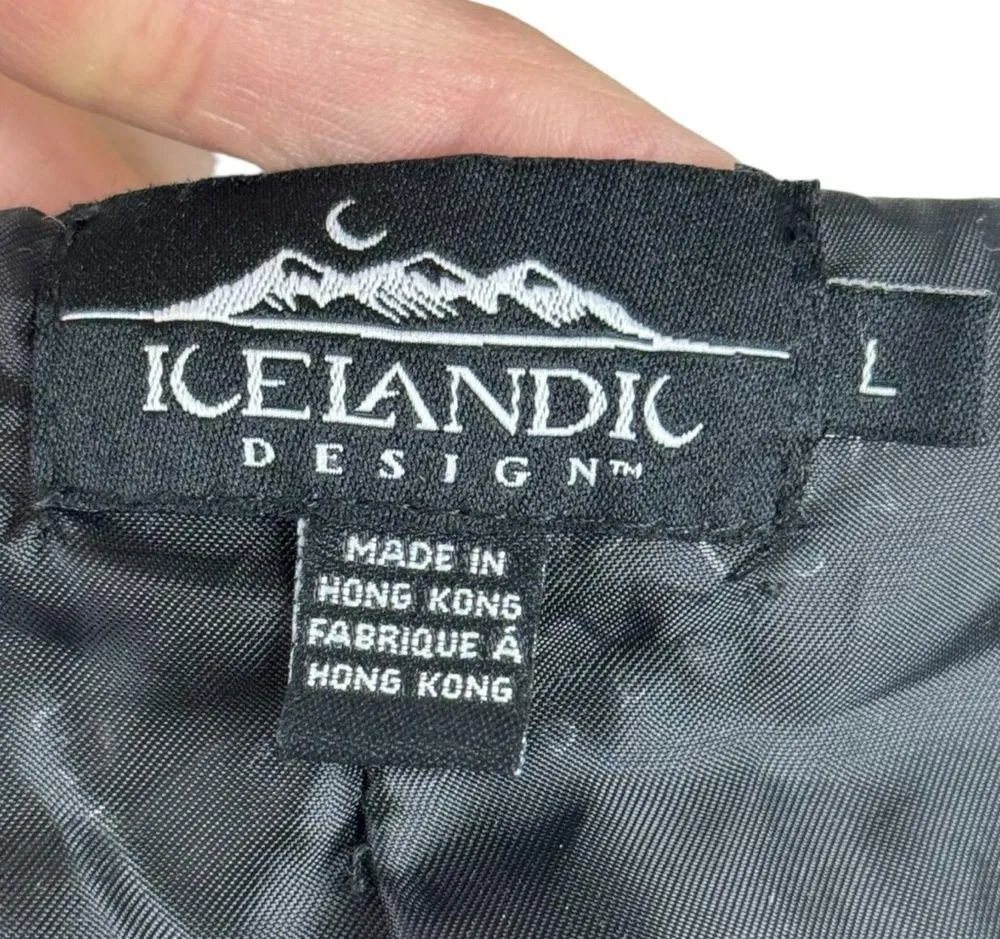 ICELANDIC
DESIGN™
L
MADE IN
HONG KONG
FABRIQUE Á
HONG KONG